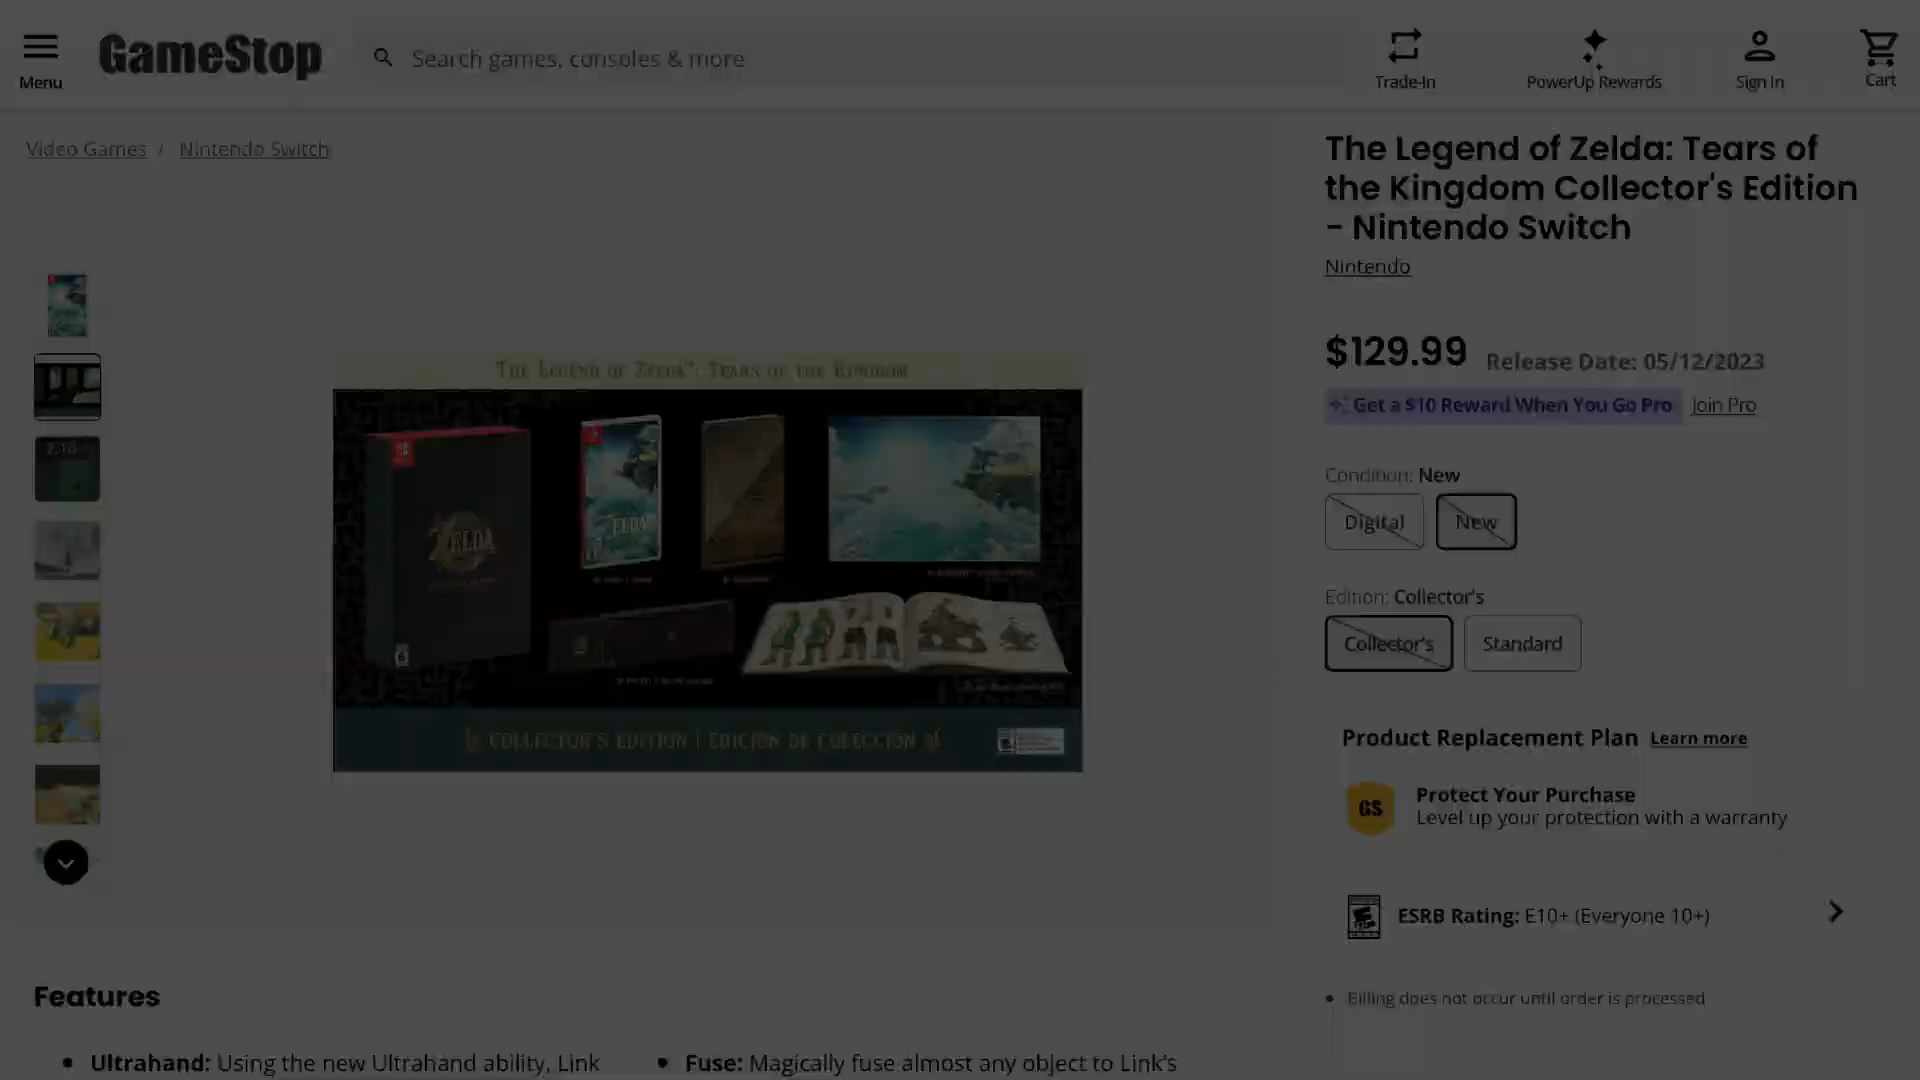 Menu
GameStop
Search games, consoles & more
Trade-In
PowerUp Rewards
Sign In
Cart
Video Games / Nintendo Switch
The Legend of Zelda: Tears of
the Kingdom Collector's Edition
- Nintendo Switch
Nintendo
$129.99 Release Date: 05/12/2023
Get a $10 Reward When You Go Pro Join Pro
Condition: New
Digital
New
Edition: Collector's
Collector's
Standard
Product Replacement Plan Learn more
Protect Your Purchase
Level up your protection with a warranty
ESRB Rating: E10+ (Everyone 10+)
Billing does not occur until order is processed
THE LEGEND OF ZELDA™: TEARS OF THE KINGDOM
ZELDA
ZELDA
COLLECTOR'S EDITION | EDICIÓN DE COLECCIÓN
GS
Features
Ultrahand: Using the new Ultrahand ability, Link
Fuse: Magically fuse almost any object to Link's